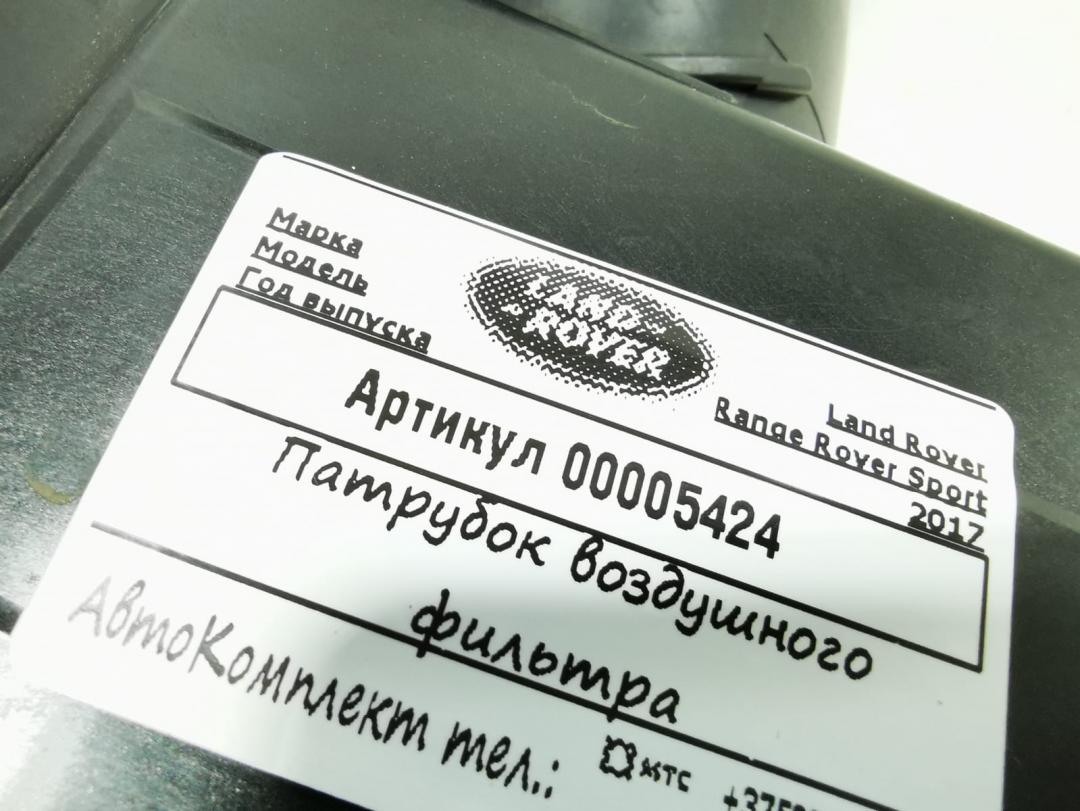 Марка
Модель
Год выпуска
LAND
ROVER
Land Rover
Range Rover Sport
2017
Артикул 00005424
Патрубок воздушного
фильтра
АвтоКомплект тел.:
мтс